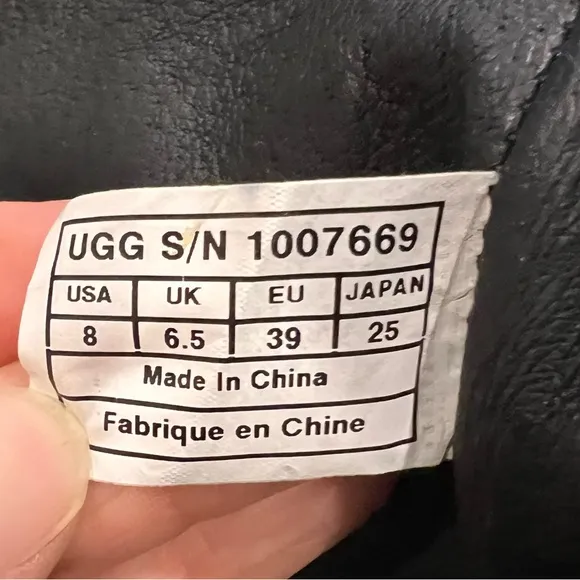 UGG S/N 1007669
USA UK EU JAPAN
8 6.5 39 25
Made In China
Fabrique en Chine